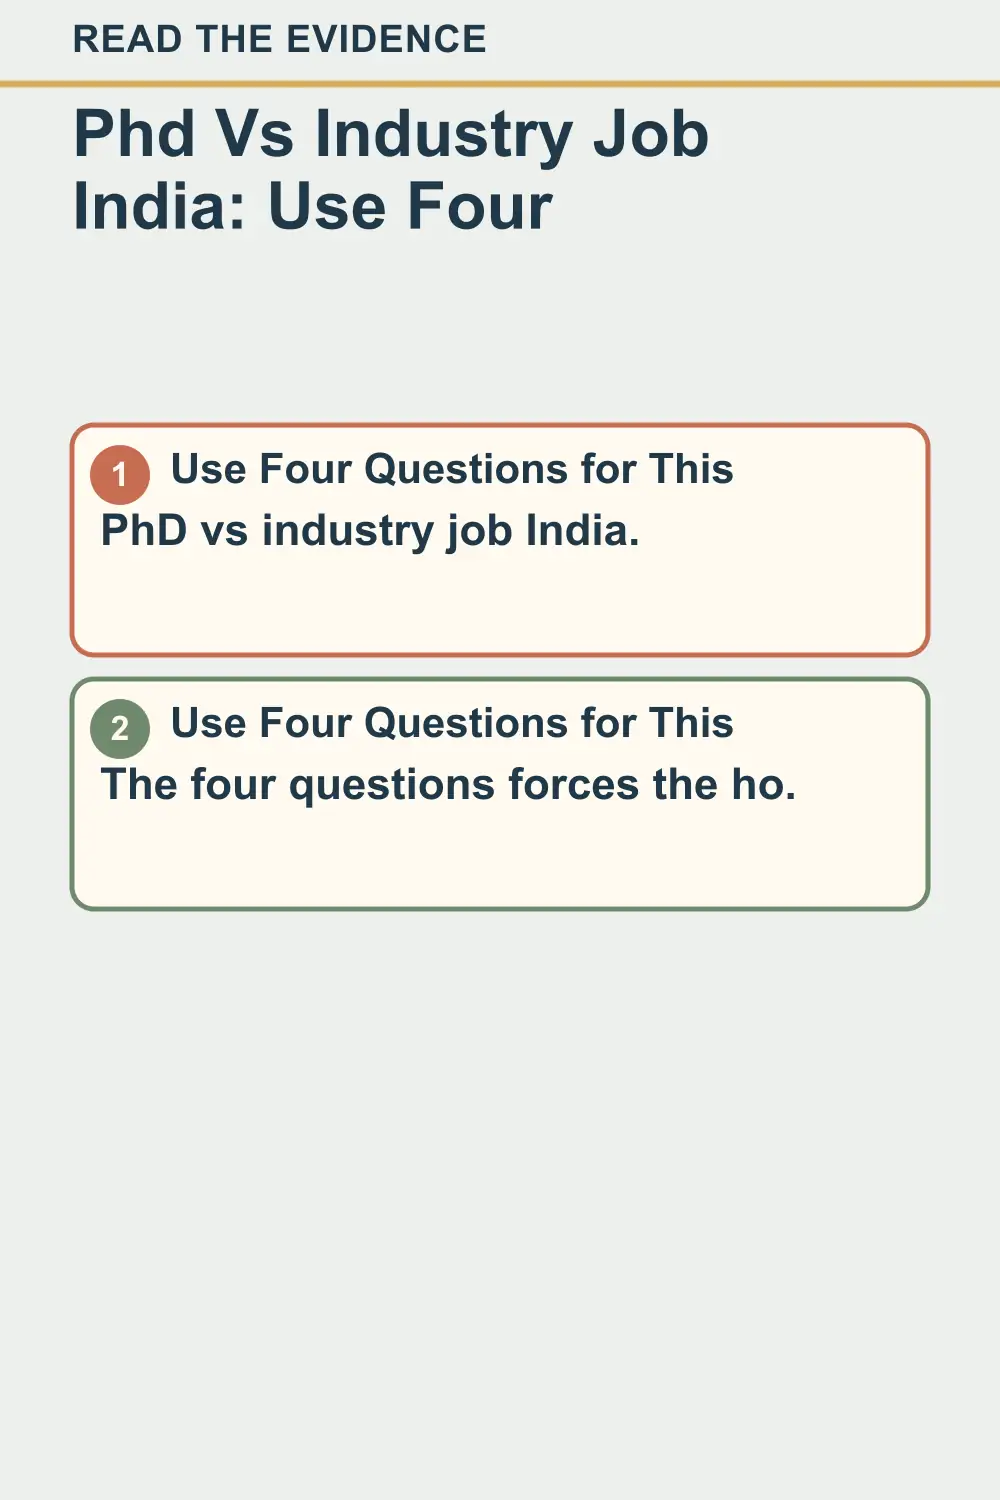 READ THE EVIDENCE
Phd Vs Industry Job
India: Use Four
1 Use Four Questions for This
PhD vs industry job India.
2 Use Four Questions for This
The four questions forces the ho.